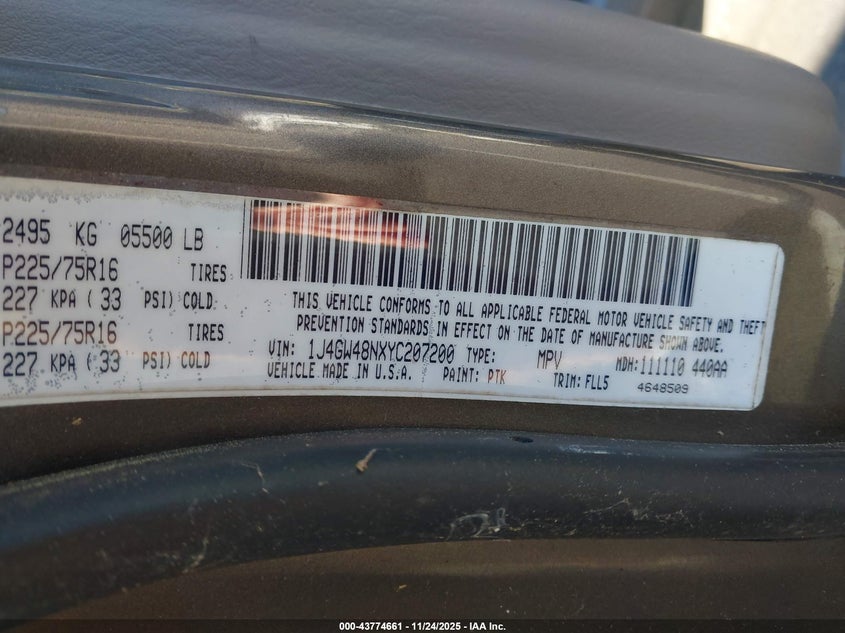 2495 KG 05500 LB
P225/75R16 TIRES
227 KPA ( 33 PSI) COLD
P225/75R16 TIRES
227 KPA ( 33 PSI) COLD
THIS VEHICLE CONFORMS TO ALL APPLICABLE FEDERAL MOTOR VEHICLE SAFETY AND THEFT
PREVENTION STANDARDS IN EFFECT ON THE DATE OF MANUFACTURE SHOWN ABOVE.
VIN: 1J4GW48NXYC207200 TYPE: MPV MDH:111110 440AA
VEHICLE MADE IN U.S.A. PAINT: PTK TRIM: FLL5 4648509
000-43774661 - 11/24/2025 - IAA Inc.